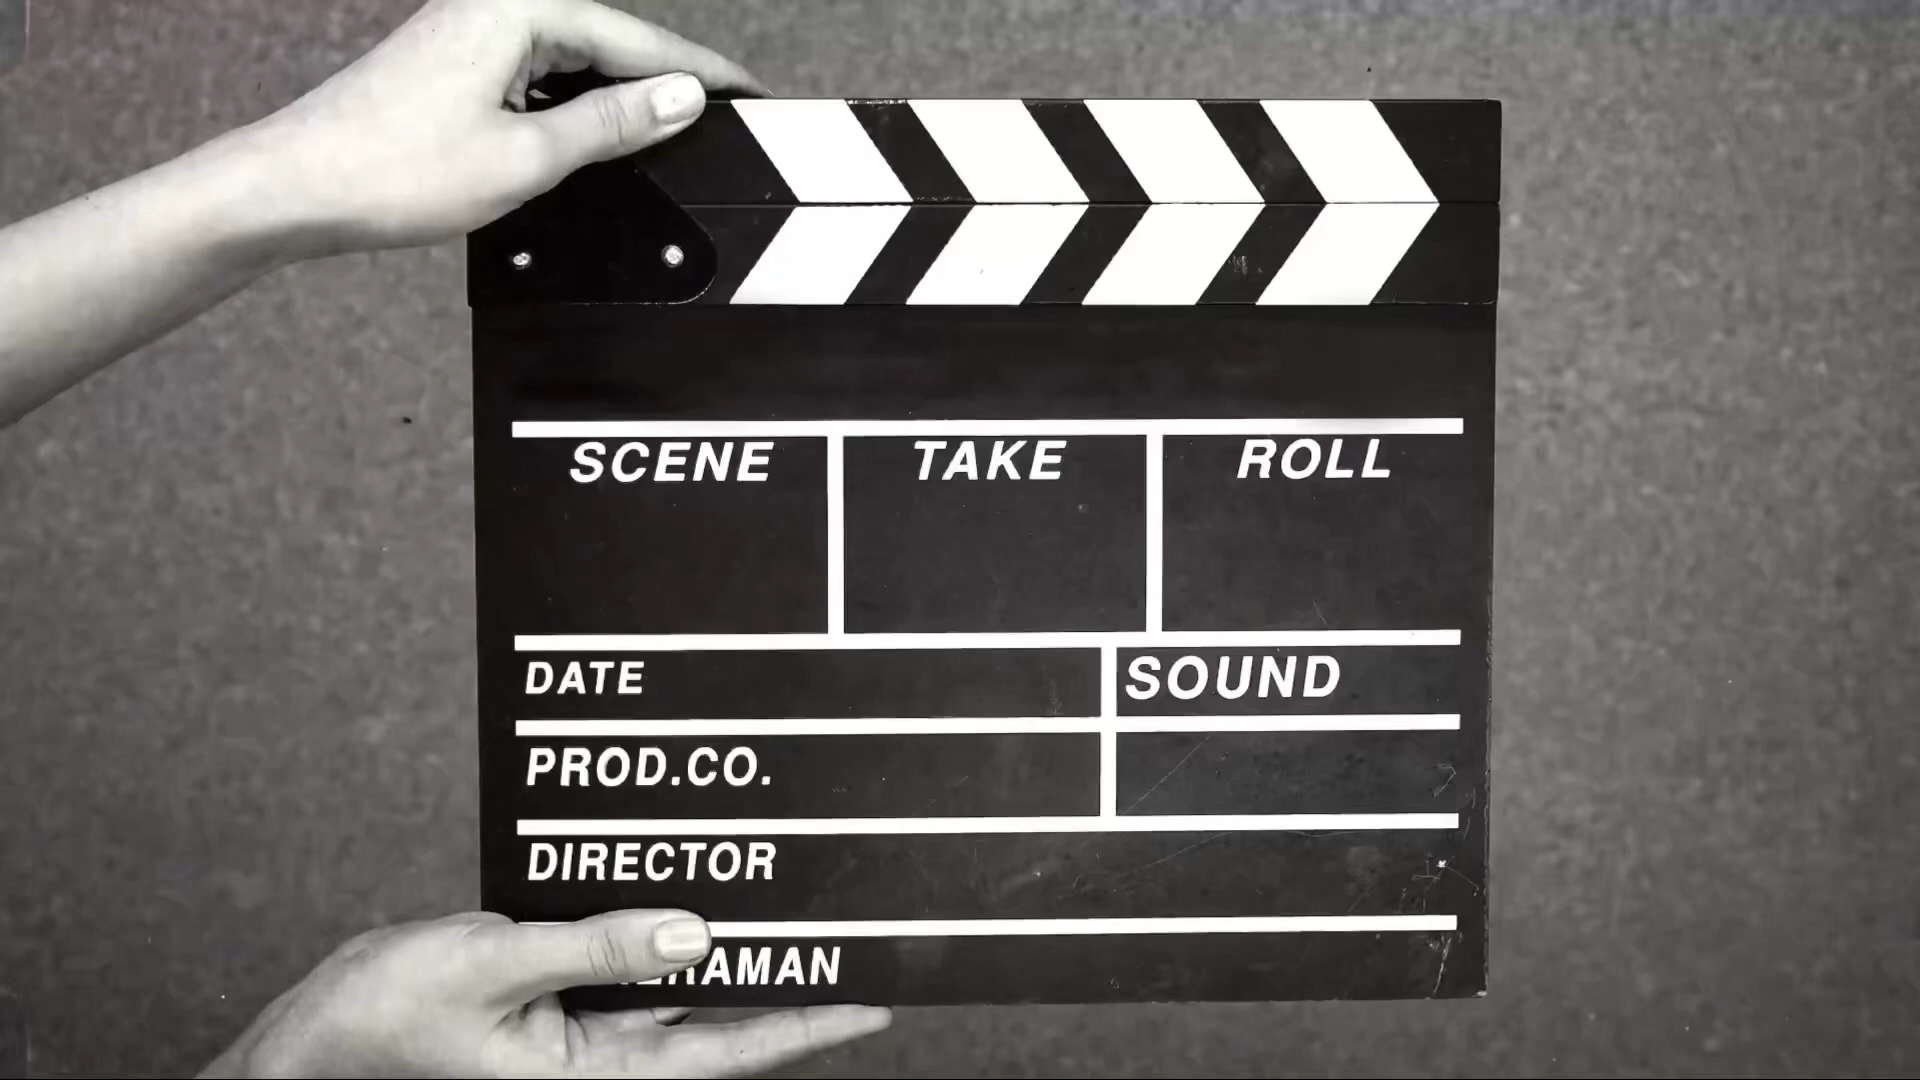 SCENE TAKE ROLL
DATE SOUND
PROD.CO.
DIRECTOR